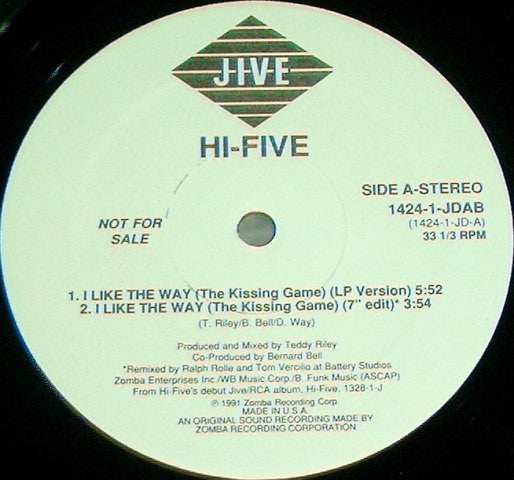 JIVE
HI-FIVE
SIDE A-STEREO
1424-1-JDAB
(1424-1-JD-A)
33 1/3 RPM
NOT FOR
SALE
1. I LIKE THE WAY (The Kissing Game) (LP Version) 5:52
2. I LIKE THE WAY (The Kissing Game) (7" edit)* 3:54
(T. Riley/B. Bell/D. Way)
Produced and Mixed by Teddy Riley
Co-Produced by Bernard Bell
*Remixed by Ralph Rolle and Tom Vercillo at Battery Studios
Zomba Enterprises Inc./WB Music Corp./B. Funk Music (ASCAP)
From Hi-Five's debut Jive/RCA album, Hi-Five, 1328-1-J
℗ 1991 Zomba Recording Corp.
MADE IN U.S.A.
AN ORIGINAL SOUND RECORDING MADE BY
ZOMBA RECORDING CORPORATION